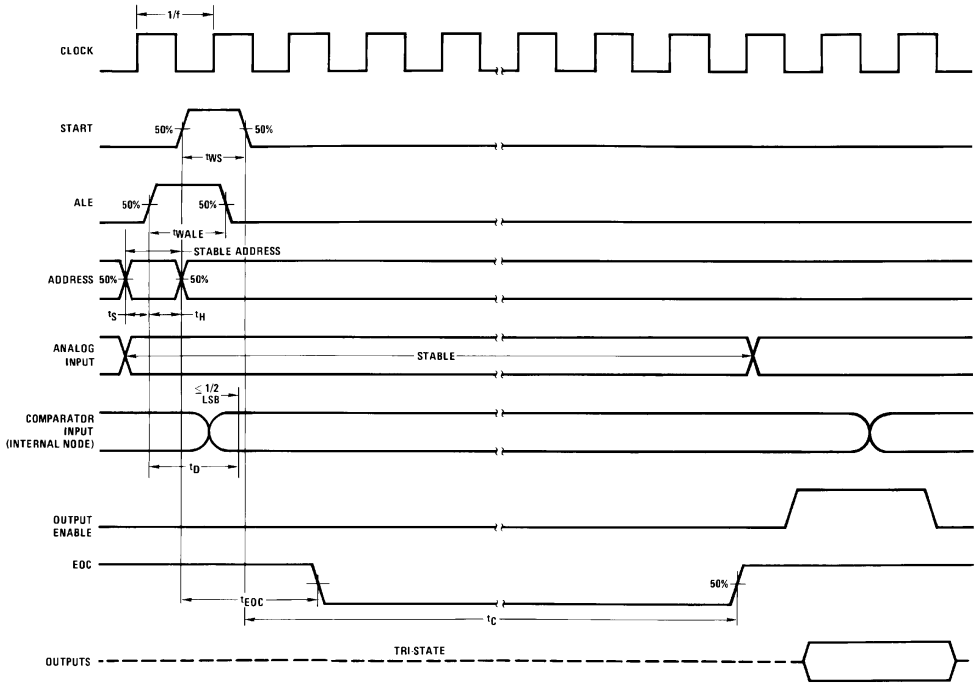 1/f
CLOCK
START
50%
50%
tWS
ALE
50%
50%
tWALE
STABLE ADDRESS
ADDRESS
50%
50%
tS
tH
ANALOG
INPUT
STABLE
≤ 1/2
LSB
COMPARATOR
INPUT
(INTERNAL NODE)
tD
OUTPUT
ENABLE
EOC
50%
tEOC
tC
TRI-STATE
OUTPUTS